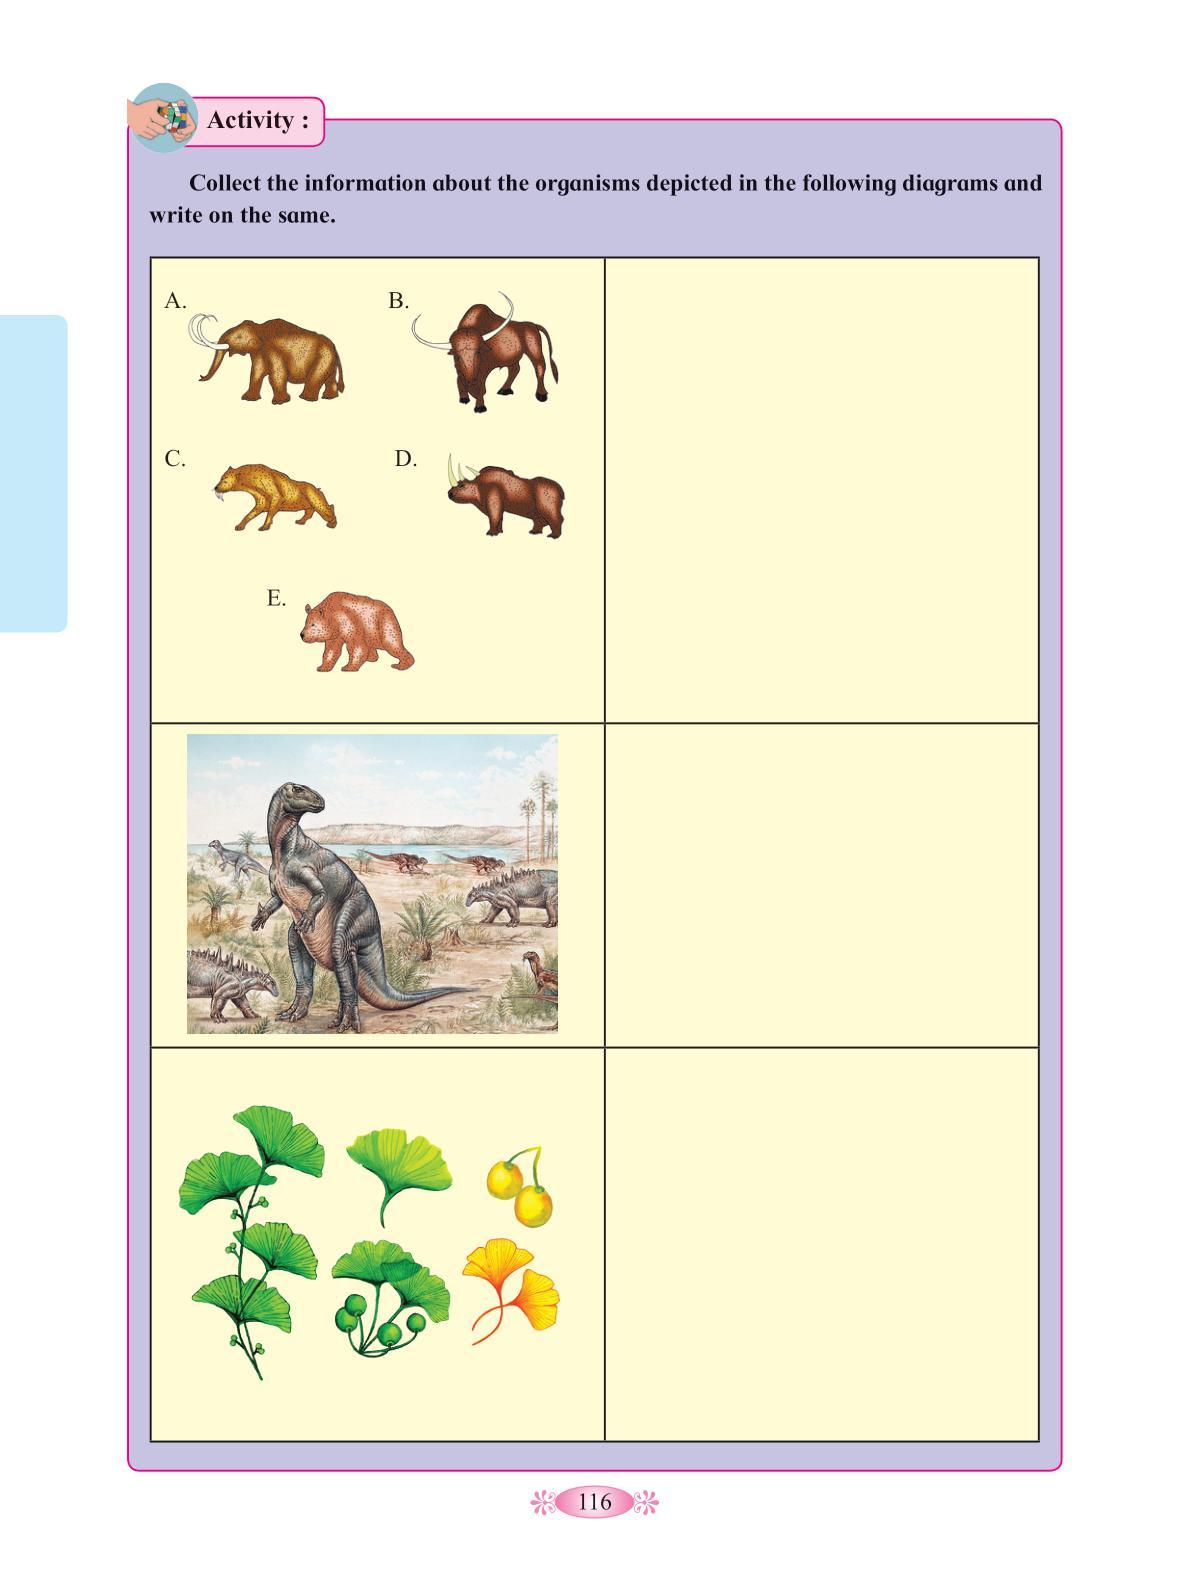 Activity :
Collect the information about the organisms depicted in the following diagrams and
write on the same.
A.
B.
C.
D.
E.
116